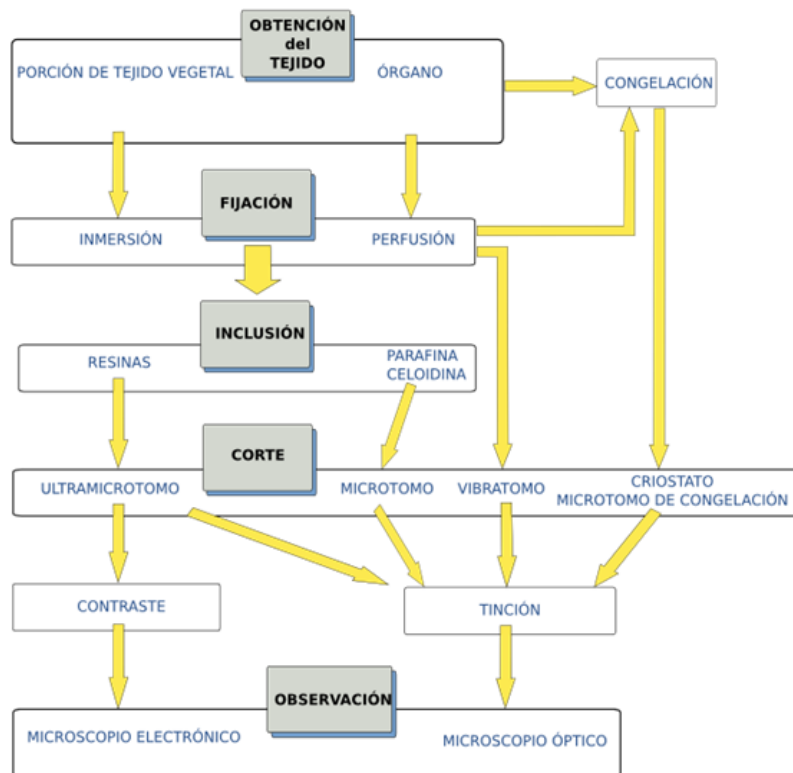 OBTENCIÓN
del
TEJIDO
PORCIÓN DE TEJIDO VEGETAL
ÓRGANO
CONGELACIÓN
FIJACIÓN
INMERSIÓN
PERFUSIÓN
INCLUSIÓN
RESINAS
PARAFINA
CELOIDINA
CORTE
ULTRAMICROTOMO
MICROTOMO
VIBRATOMO
CRIOSTATO
MICROTOMO DE CONGELACIÓN
CONTRASTE
TINCIÓN
OBSERVACIÓN
MICROSCOPIO ELECTRÓNICO
MICROSCOPIO ÓPTICO